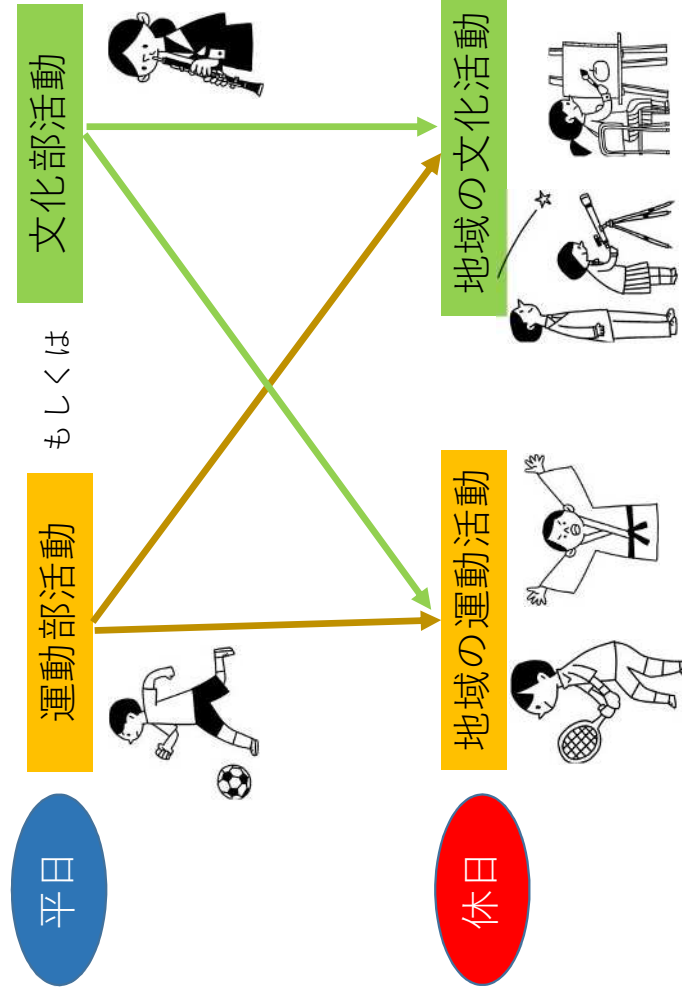 平日
運動部活動
もしくは
文化部活動
休日
地域の運動活動
地域の文化活動